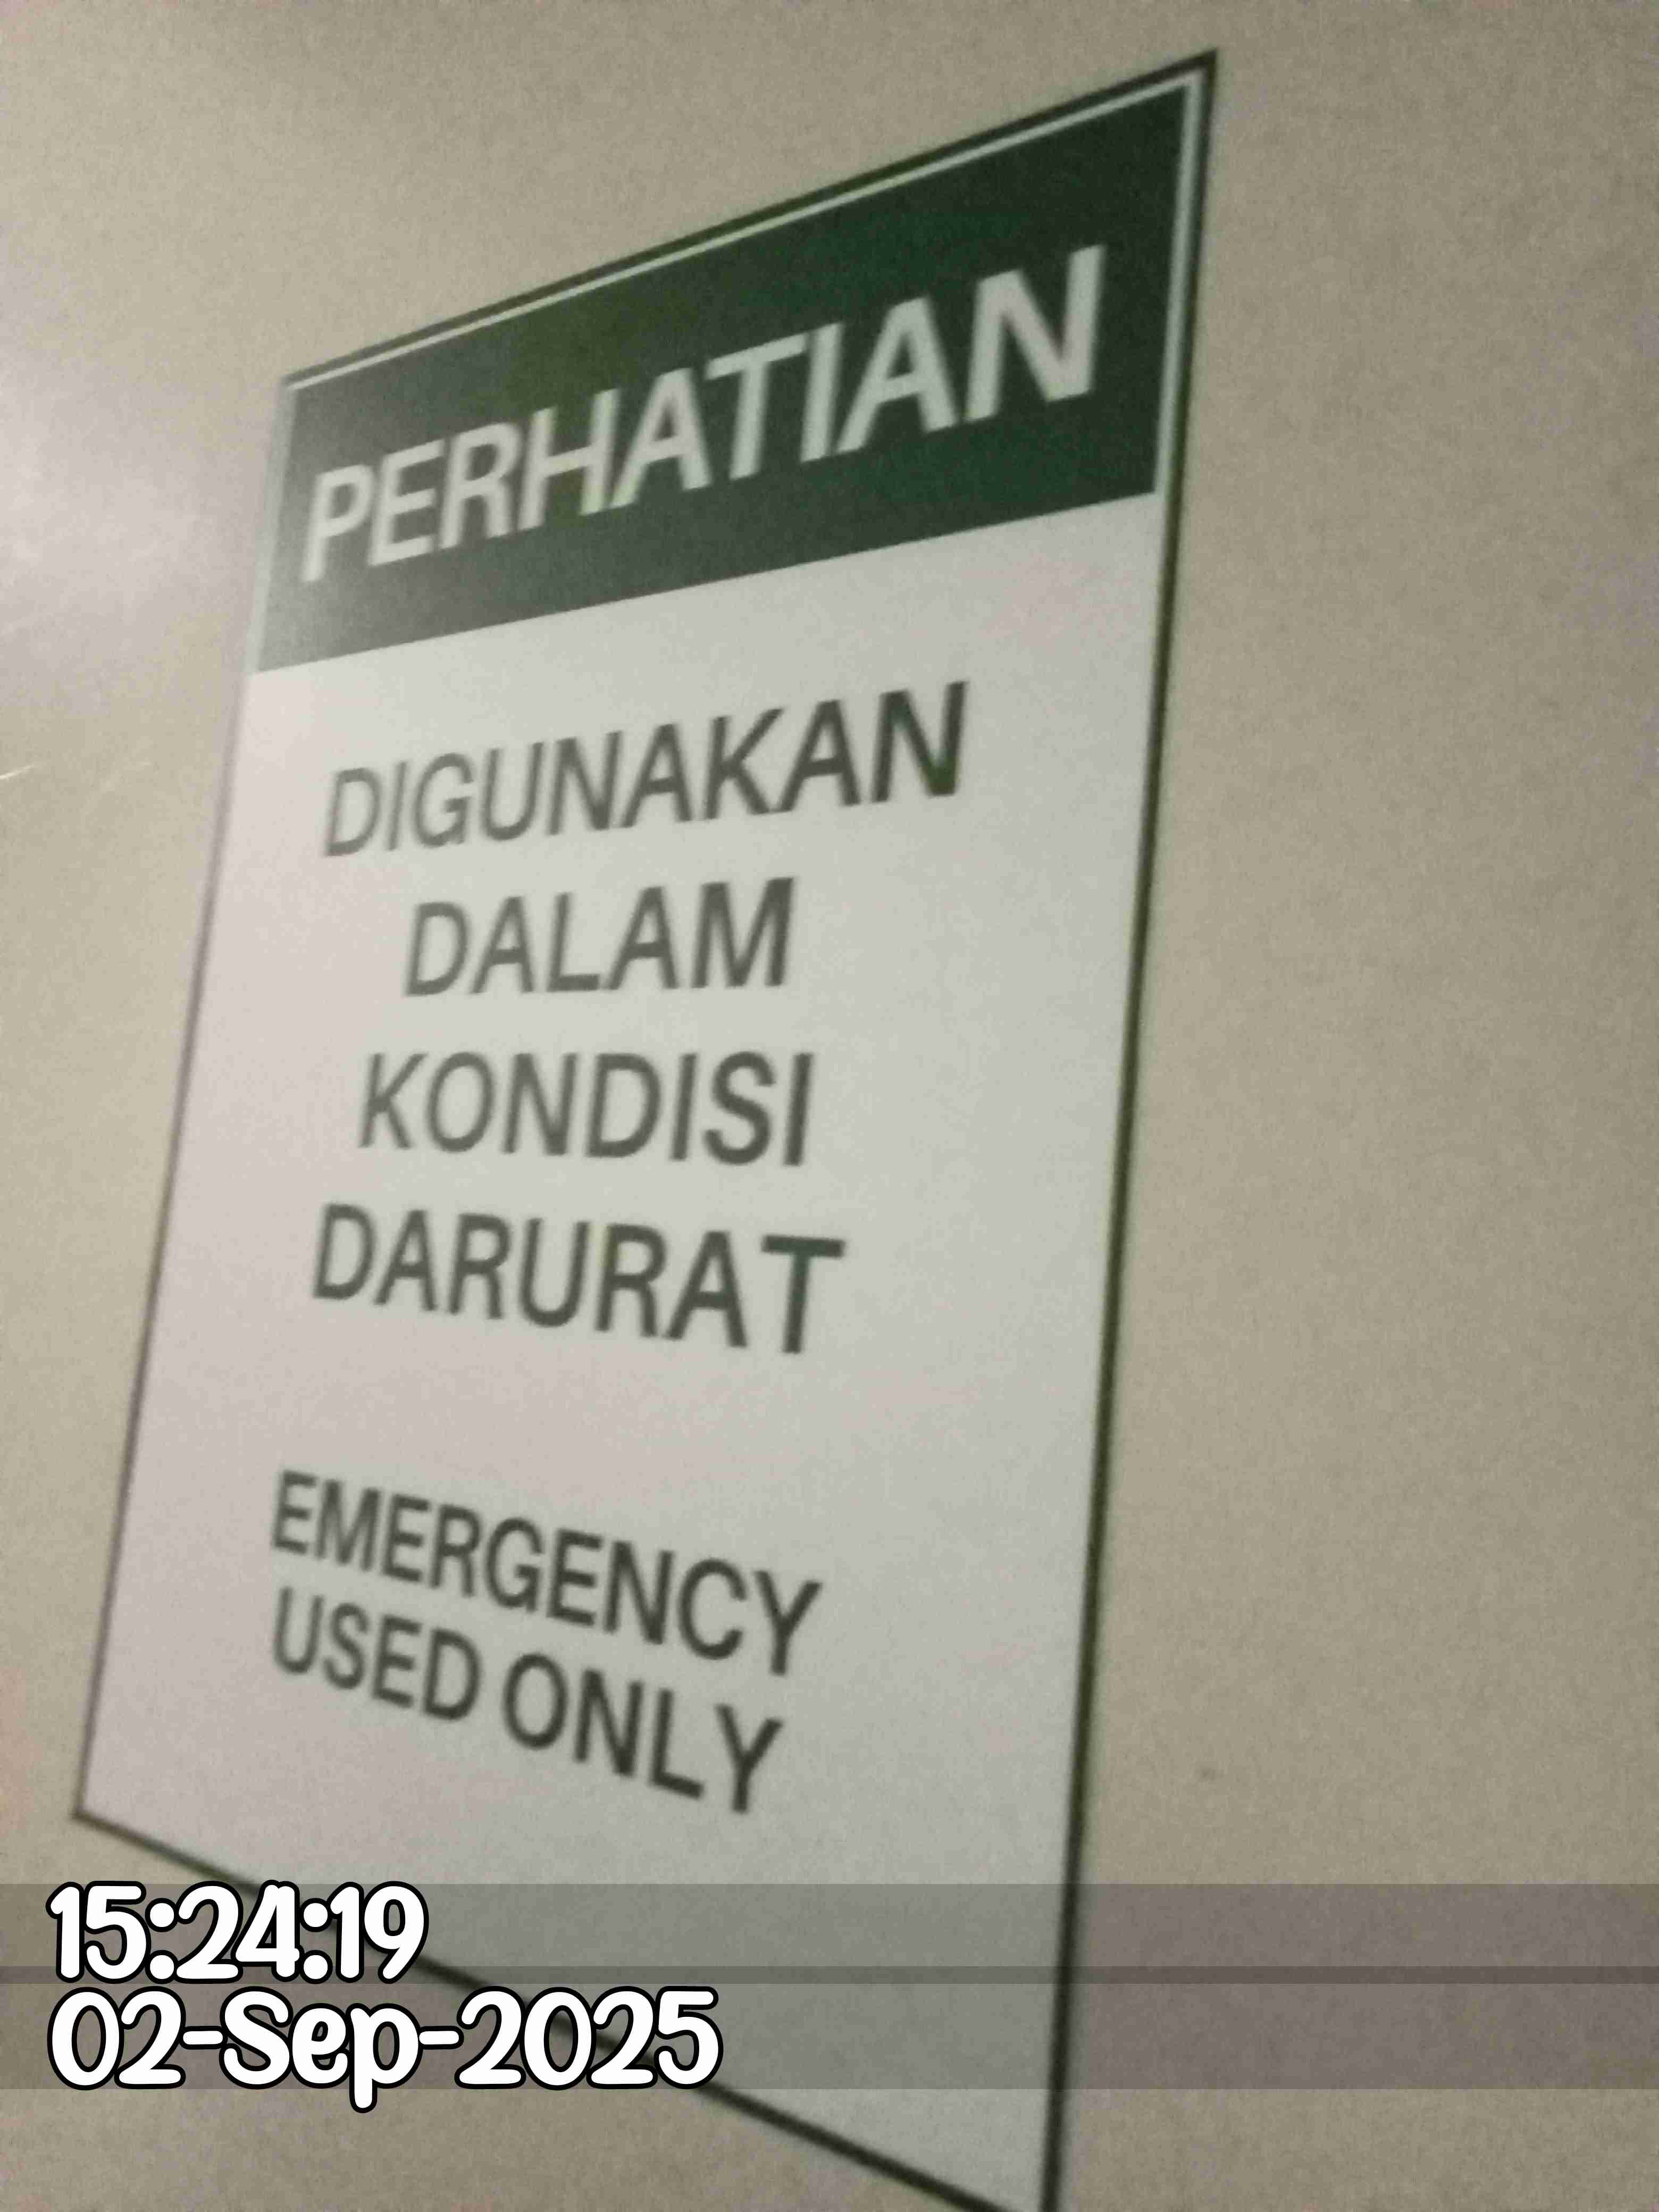 PERHATIAN
DIGUNAKAN
DALAM
KONDISI
DARURAT
EMERGENCY
USED ONLY
15:24:19
02-Sep-2025